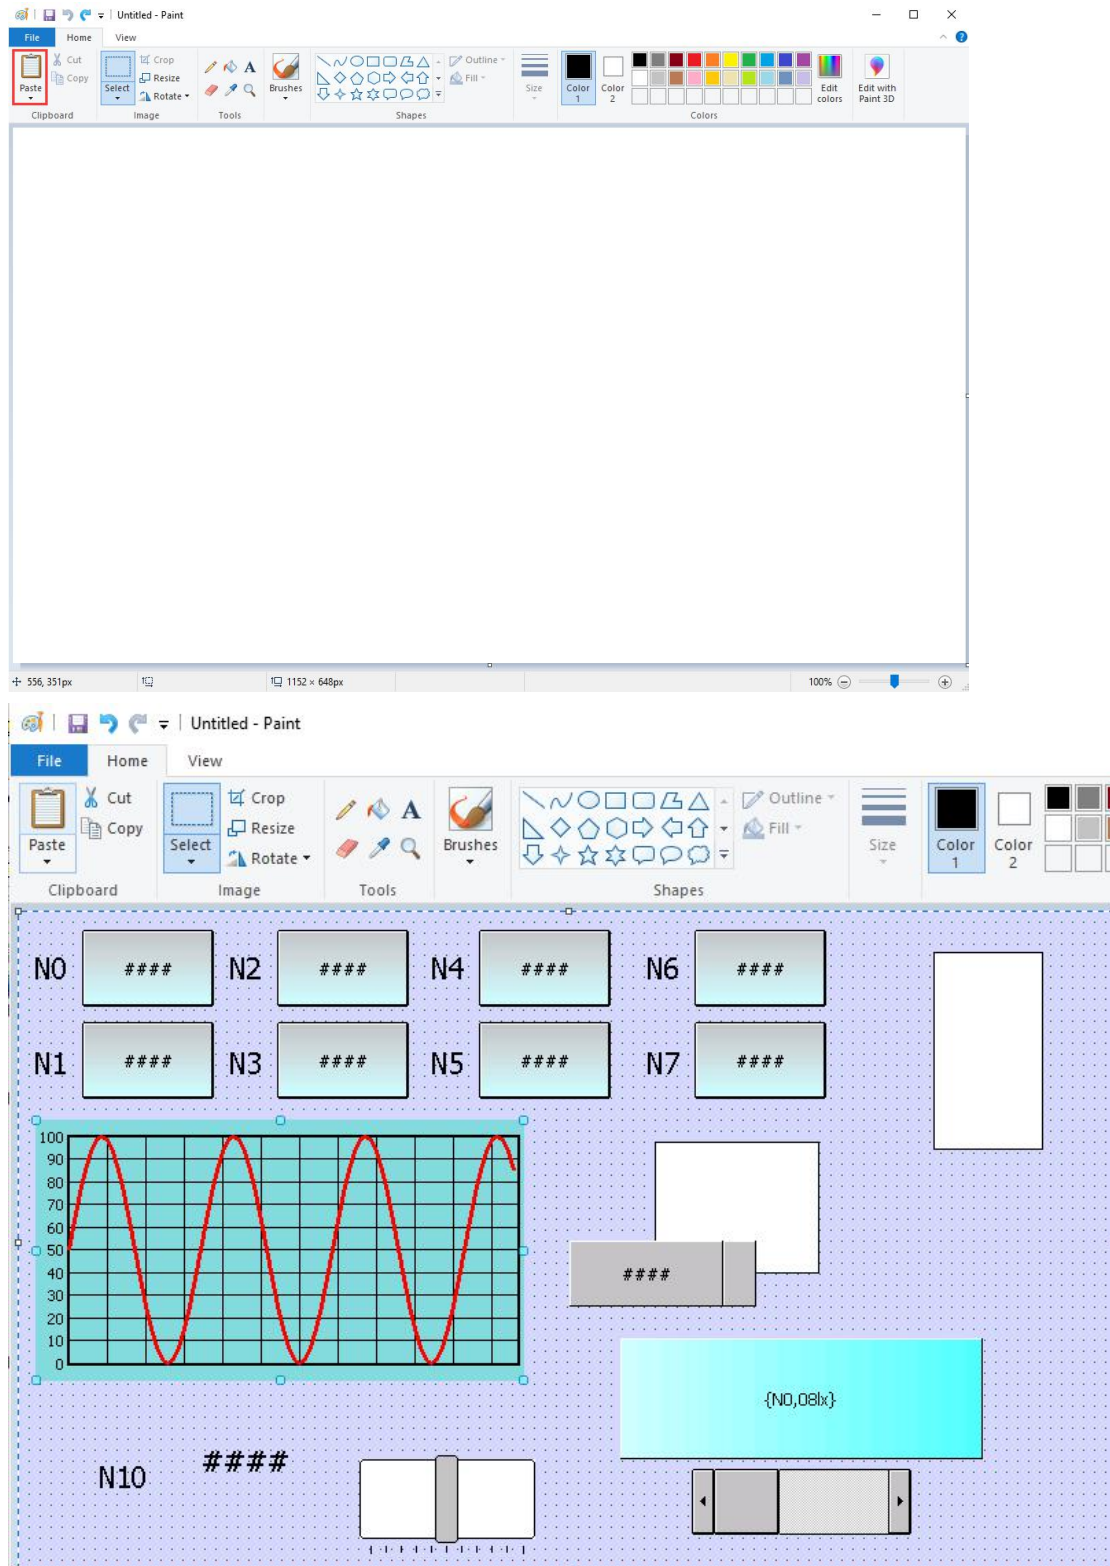 Untitled - Paint
File Home View
Paste
Cut
Copy
Clipboard
Select
Crop
Resize
Rotate
Image
A
Tools
Brushes
Outline
Fill
Shapes
Size
Color 1
Color 2
Edit colors
Colors
Edit with Paint 3D
556, 351px
1152 × 648px
100%
Untitled - Paint
File Home View
Paste
Cut
Copy
Clipboard
Select
Crop
Resize
Rotate
Image
A
Tools
Brushes
Outline
Fill
Shapes
Size
Color 1
Color 2
N0 #### N2 #### N4 #### N6 ####
N1 #### N3 #### N5 #### N7 ####
100
90
80
70
60
50
40
30
20
10
0
####
{N0,08lx}
####
N10